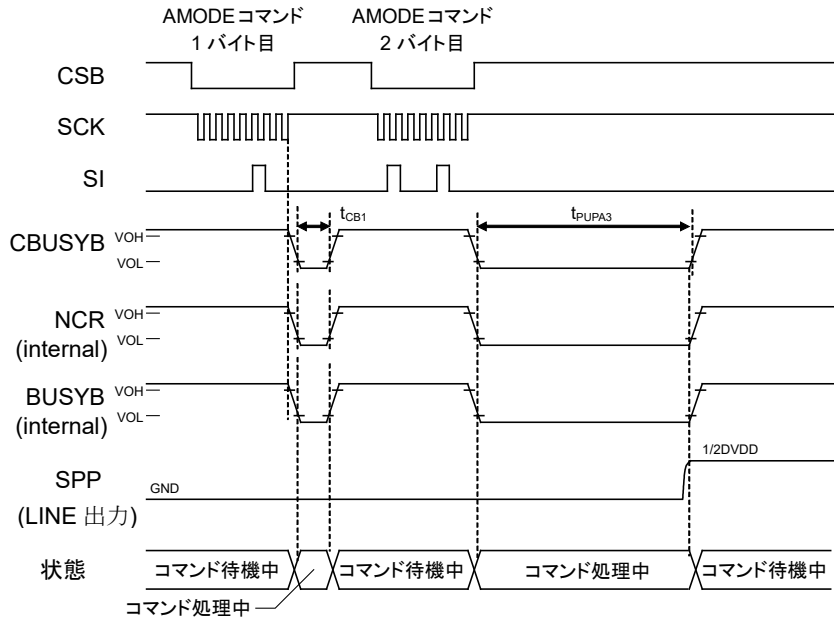 AMODEコマンド
1 バイト目
AMODEコマンド
2 バイト目
CSB
SCK
SI
tCB1
tPUPA3
CBUSYB
VOH
VOL
NCR
(internal)
VOH
VOL
BUSYB
(internal)
VOH
VOL
SPP
(LINE 出力)
GND
1/2DVDD
状態
コマンド待機中
コマンド待機中
コマンド処理中
コマンド待機中
コマンド処理中